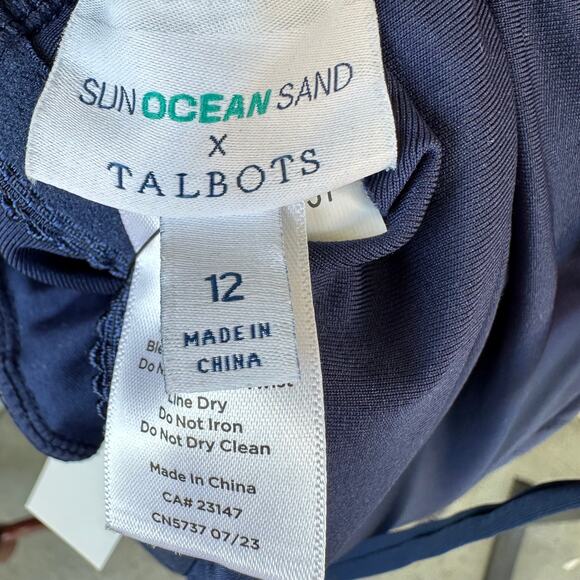 SUN OCEAN SAND
X
TALBOTS
12
MADE IN
CHINA
Line Dry
Do Not Iron
Do Not Dry Clean
Made In China
CA# 23147
CN5737 07/23